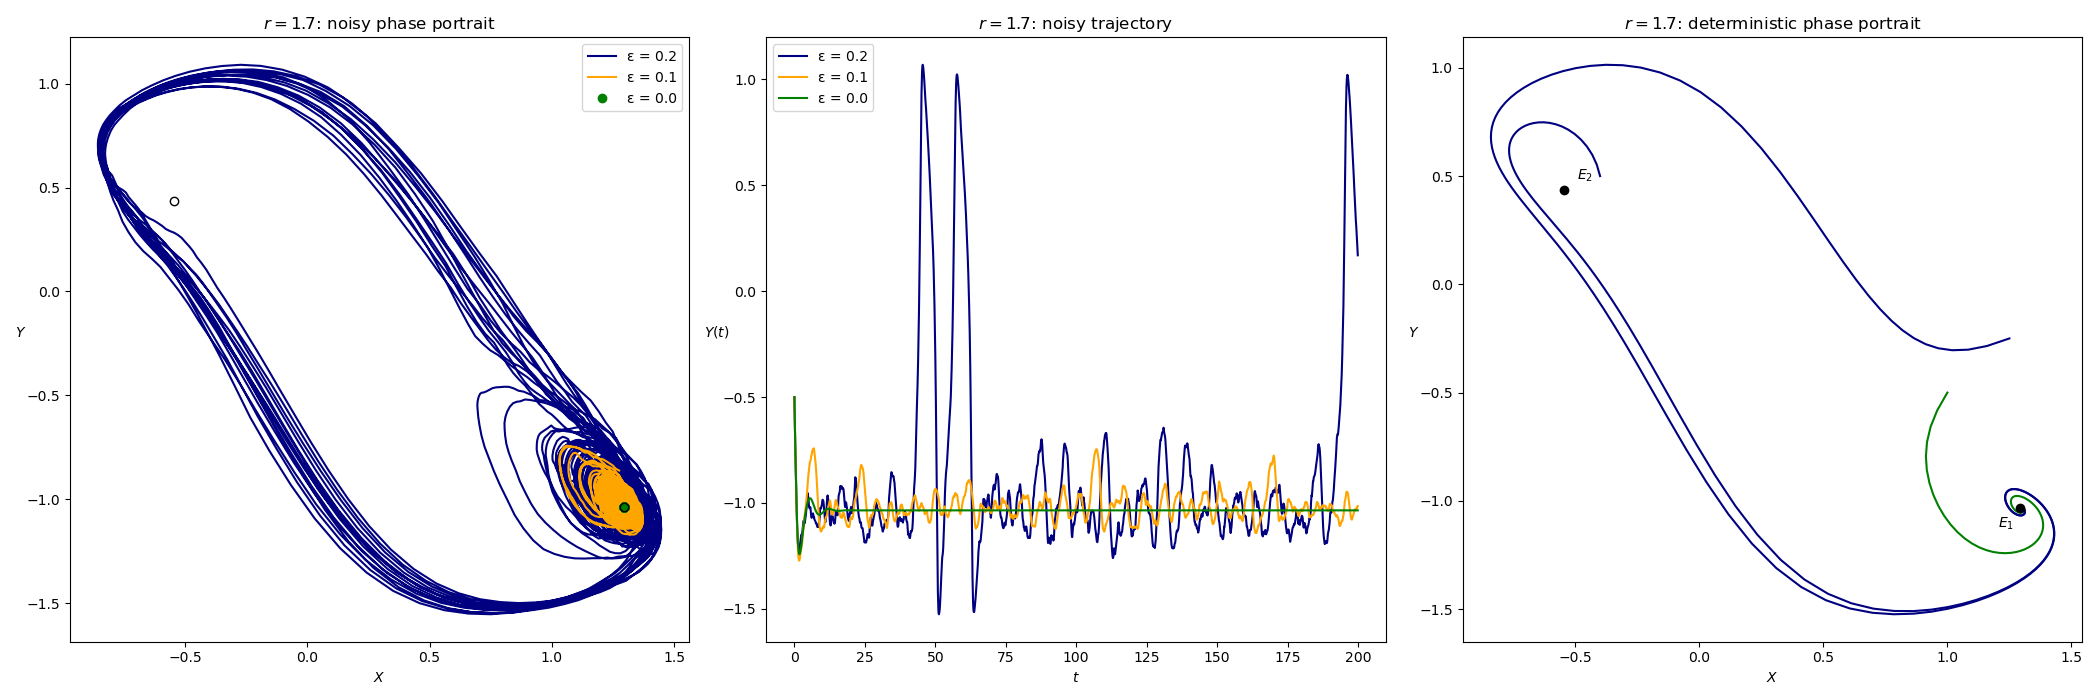 r = 1.7: noisy phase portrait
ε = 0.2
ε = 0.1
ε = 0.0
1.0
0.5
0.0
−0.5
−1.0
−1.5
Y
−0.5 0.0 0.5 1.0 1.5
X
r = 1.7: noisy trajectory
ε = 0.2
ε = 0.1
ε = 0.0
1.0
0.5
0.0
−0.5
−1.0
−1.5
Y(t)
0 25 50 75 100 125 150 175 200
t
r = 1.7: deterministic phase portrait
E₂
E₁
1.0
0.5
0.0
−0.5
−1.0
−1.5
Y
−0.5 0.0 0.5 1.0 1.5
X